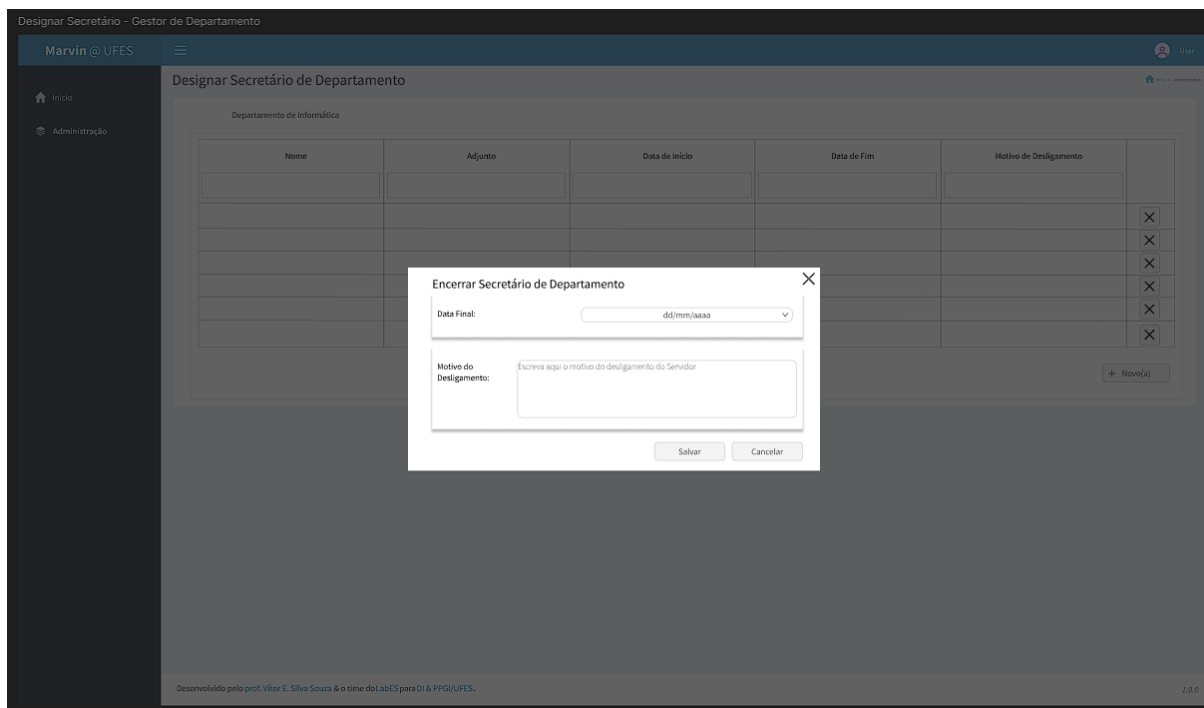 Designar Secretário - Gestor de Departamento
Marvin @ UFES
User
Designar Secretário de Departamento
Início
Administração
Departamento de Informática
Nome Adjunto Data de Início Data de Fim Motivo de Desligamento
Encerrar Secretário de Departamento
Data Final: dd/mm/aaaa
Motivo do
Desligamento:
Escreva aqui o motivo do desligamento do Servidor
+ Novo(a)
Salvar Cancelar
Desenvolvido pelo prof. Vítor E. Silva Souza & o time do LabES para DI & PPGI/UFES.
1.0.0